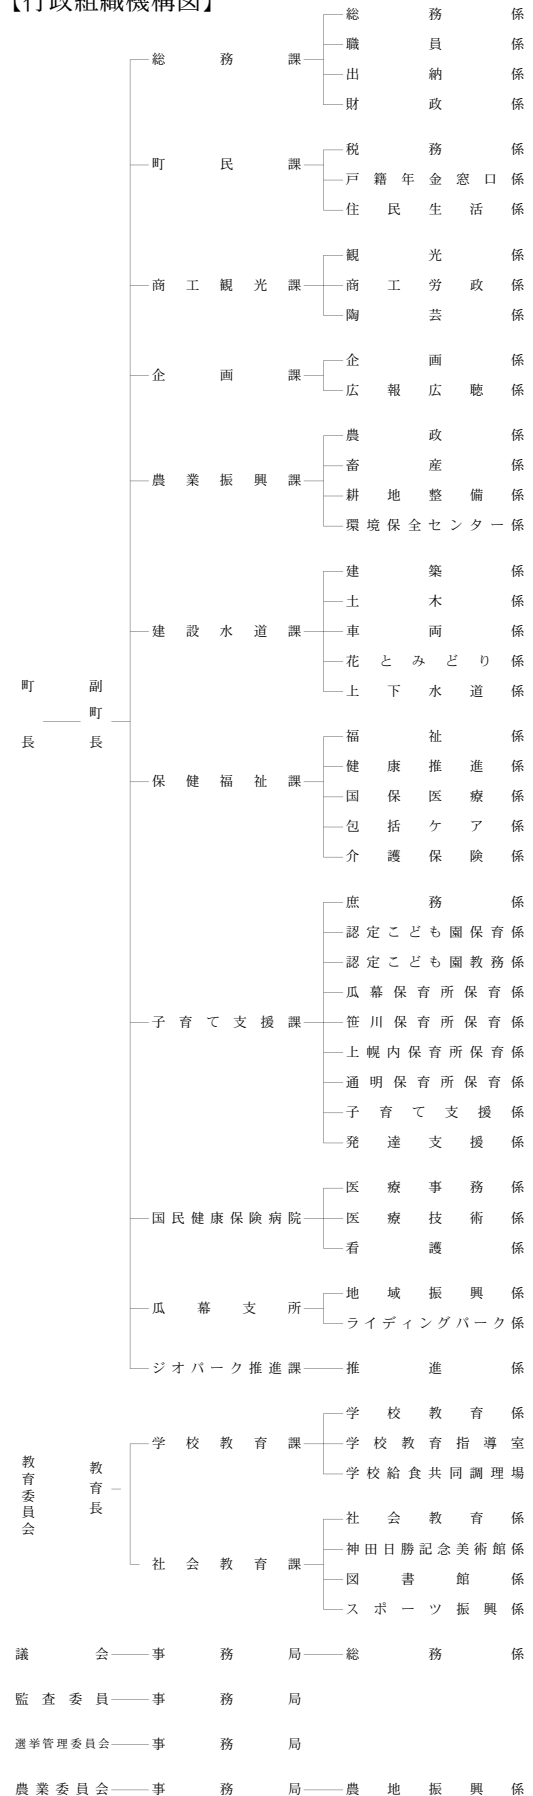 【行政組織機構図】
町長
副町長
総務課
総務係
職員係
出納係
財政係
町民課
税務係
戸籍年金窓口係
住民生活係
商工観光課
観光係
商工労政係
陶芸係
企画課
企画係
広報広聴係
農業振興課
農政係
畜産係
耕地整備係
環境保全センター係
建設水道課
建築係
土木係
車両係
花とみどり係
上下水道係
保健福祉課
福祉係
健康推進係
国保医療係
包括ケア係
介護保険係
子育て支援課
庶務係
認定こども園保育係
認定こども園教務係
瓜幕保育所保育係
笹川保育所保育係
上幌内保育所保育係
通明保育所保育係
子育て支援係
発達支援係
国民健康保険病院
医療事務係
医療技術係
看護係
瓜幕支所
地域振興係
ライディングパーク係
ジオパーク推進課
推進係
教育委員会
教育長
学校教育課
学校教育係
学校教育指導室
学校給食共同調理場
社会教育課
社会教育係
神田日勝記念美術館係
図書館係
スポーツ振興係
議会 事務局 総務係
監査委員 事務局
選挙管理委員会 事務局
農業委員会 事務局 農地振興係